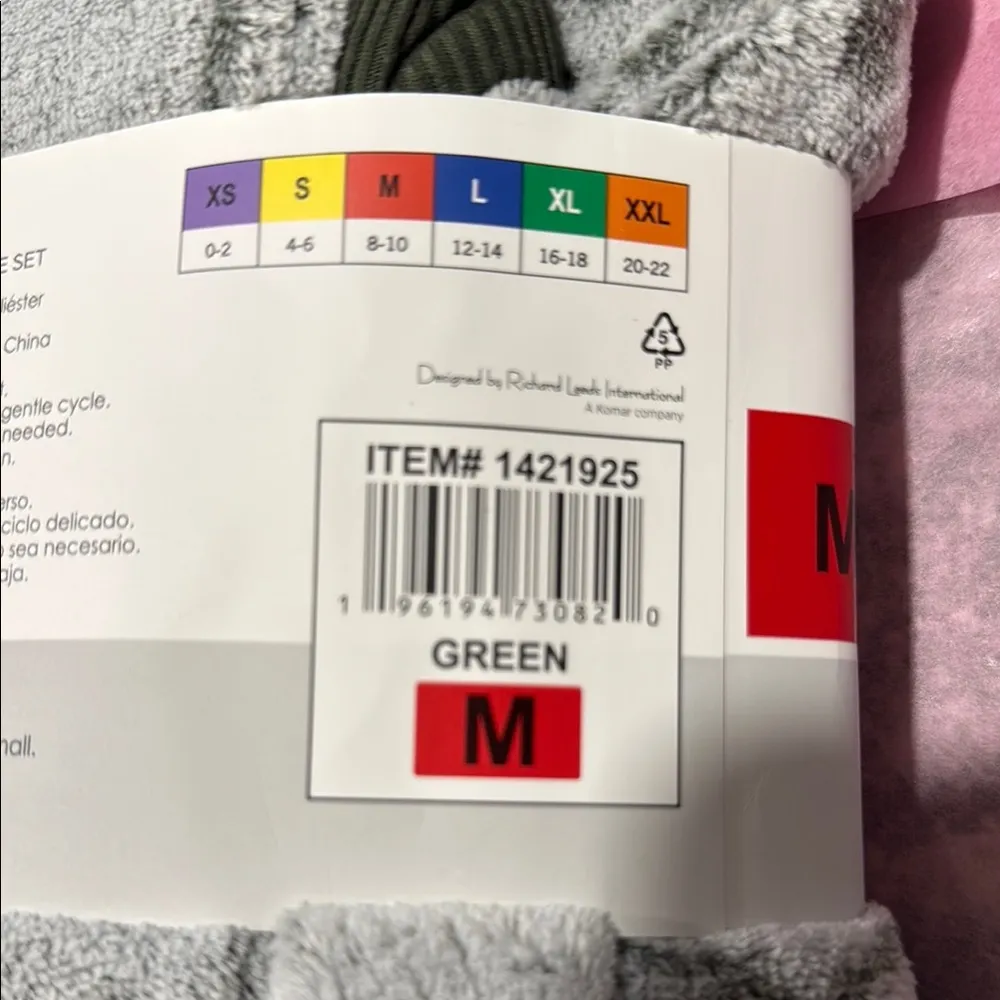 XS S M L XL XXL
0-2 4-6 8-10 12-14 16-18 20-22
E SET
liéster
China
gentle cycle.
needed.
n.
erso.
ciclo delicado.
sea necesario.
aja.
hall.
5
PP
Designed by Richard Leeds International
A Komar company
ITEM# 1421925
1 96194 73082 0
GREEN
M
M